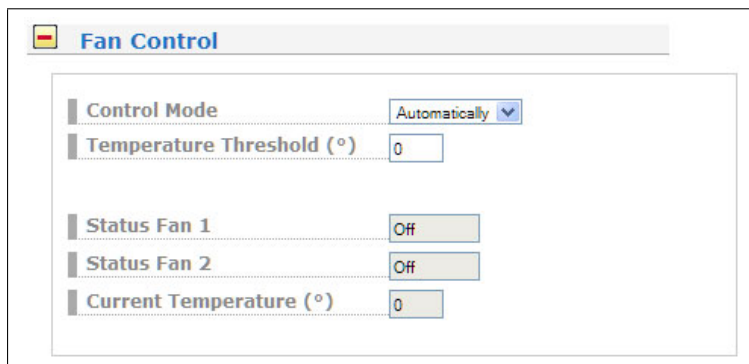 Fan Control
Control Mode Automatically
Temperature Threshold (°) 0
Status Fan 1 Off
Status Fan 2 Off
Current Temperature (°) 0